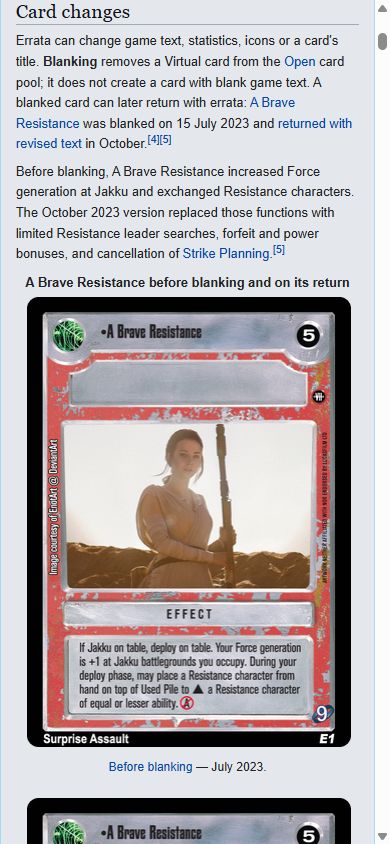 Card changes
Errata can change game text, statistics, icons or a card's
title. Blanking removes a Virtual card from the Open card
pool; it does not create a card with blank game text. A
blanked card can later return with errata: A Brave
Resistance was blanked on 15 July 2023 and returned with
revised text in October.[4][5]
Before blanking, A Brave Resistance increased Force
generation at Jakku and exchanged Resistance characters.
The October 2023 version replaced those functions with
limited Resistance leader searches, forfeit and power
bonuses, and cancellation of Strike Planning.[5]
A Brave Resistance before blanking and on its return
•A Brave Resistance
5
Image courtesy of EnotArt @ DeviantArt
EFFECT
If Jakku on table, deploy on table. Your Force generation
is +1 at Jakku battlegrounds you occupy. During your
deploy phase, may place a Resistance character from
hand on top of Used Pile to ▲ a Resistance character
of equal or lesser ability. Ⓐ
9
Surprise Assault
E1
Before blanking — July 2023.
•A Brave Resistance
5